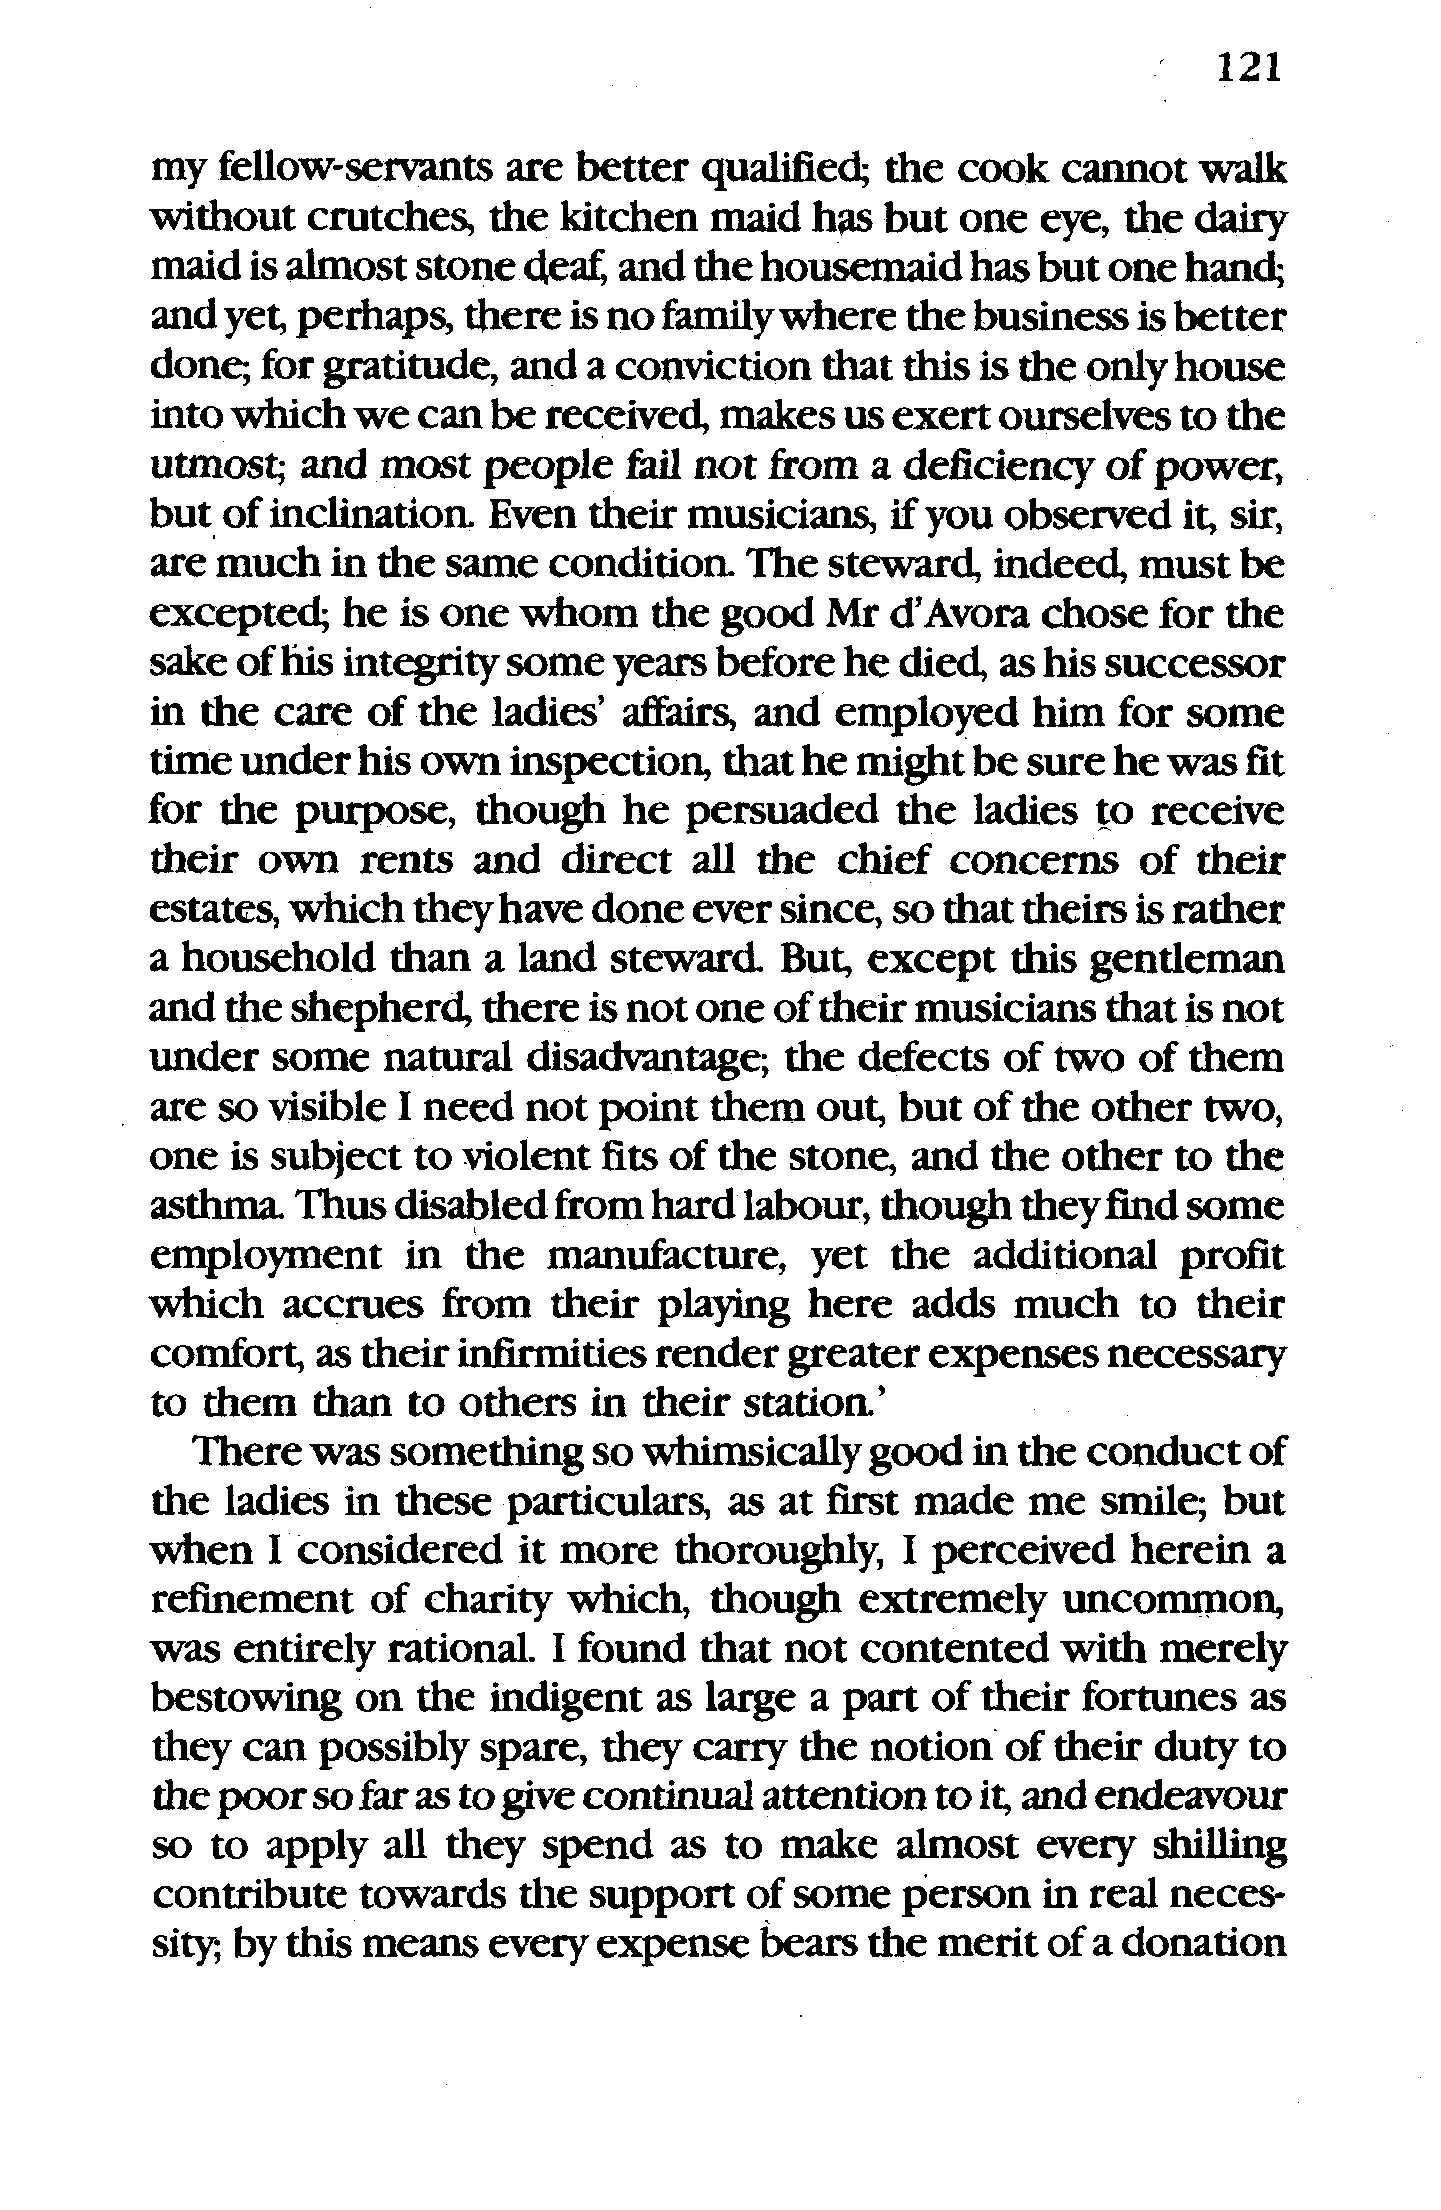 121
my fellow-servants are better qualified; the cook cannot walk
without crutches, the kitchen maid has but one eye, the dairy
maid is almost stone deaf, and the housemaid has but one hand;
and yet, perhaps, there is no family where the business is better
done; for gratitude, and a conviction that this is the only house
into which we can be received, makes us exert ourselves to the
utmost; and most people fail not from a deficiency of power,
but of inclination. Even their musicians, if you observed it, sir,
are much in the same condition. The steward, indeed, must be
excepted; he is one whom the good Mr d'Avora chose for the
sake of his integrity some years before he died, as his successor
in the care of the ladies' affairs, and employed him for some
time under his own inspection, that he might be sure he was fit
for the purpose, though he persuaded the ladies to receive
their own rents and direct all the chief concerns of their
estates, which they have done ever since, so that theirs is rather
a household than a land steward. But, except this gentleman
and the shepherd, there is not one of their musicians that is not
under some natural disadvantage; the defects of two of them
are so visible I need not point them out, but of the other two,
one is subject to violent fits of the stone, and the other to the
asthma. Thus disabled from hard labour, though they find some
employment in the manufacture, yet the additional profit
which accrues from their playing here adds much to their
comfort, as their infirmities render greater expenses necessary
to them than to others in their station.'
There was something so whimsically good in the conduct of
the ladies in these particulars, as at first made me smile; but
when I considered it more thoroughly, I perceived herein a
refinement of charity which, though extremely uncommon,
was entirely rational. I found that not contented with merely
bestowing on the indigent as large a part of their fortunes as
they can possibly spare, they carry the notion of their duty to
the poor so far as to give continual attention to it, and endeavour
so to apply all they spend as to make almost every shilling
contribute towards the support of some person in real neces-
sity; by this means every expense bears the merit of a donation